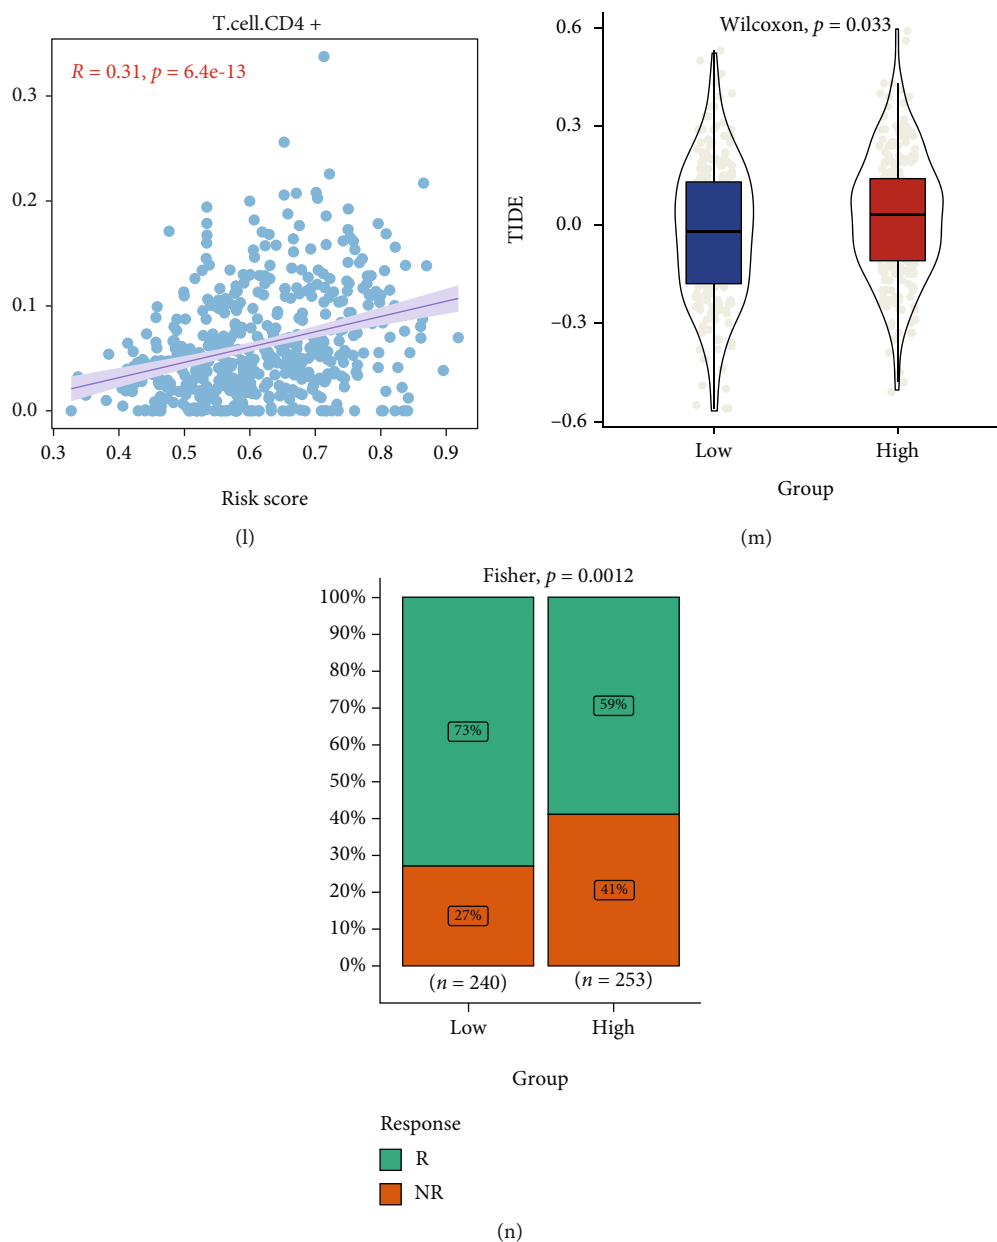 T.cell.CD4 +
R = 0.31, p = 6.4e-13
0.3
0.2
0.1
0.0
0.3 0.4 0.5 0.6 0.7 0.8 0.9
Risk score
(l)
Wilcoxon, p = 0.033
TIDE
0.6
0.3
0.0
–0.3
–0.6
Low High
Group
(m)
Fisher, p = 0.0012
100%
90%
80%
70%
60%
50%
40%
30%
20%
10%
0%
73%
59%
27%
41%
(n = 240) (n = 253)
Low High
Group
Response
R
NR
(n)